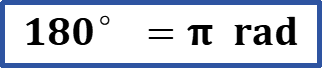 180° = π rad